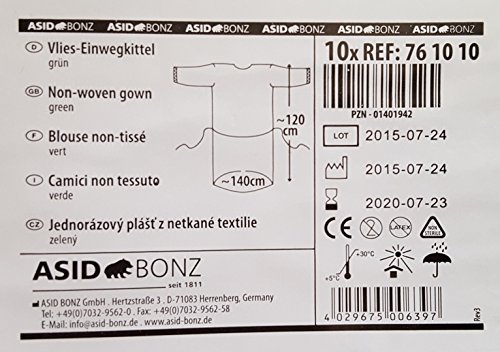 ASID BONZ ASID BONZ ASID BONZ ASID BONZ ASID BONZ
D Vlies-Einwegkittel
grün
GB Non-woven gown
green
F Blouse non-tissé
vert
I Camici non tessuto
verde
CZ Jednorázový plášť z netkané textilie
zelený
~120
cm
~140cm
10x REF: 76 10 10
PZN - 01401942
LOT 2015-07-24
2015-07-24
2020-07-23
CE 2 LATEX NON STERILE
+5°C +30°C
ASID BONZ
seit 1811
ASID BONZ GmbH . Hertzstraße 3 . D-71083 Herrenberg, Germany
Tel: +49(0)7032-9562-0 . Fax: +49(0)7032-9562-58
E-Mail: info@asid-bonz.de . www.asid-bonz.de
4 029675 006397
Rev3